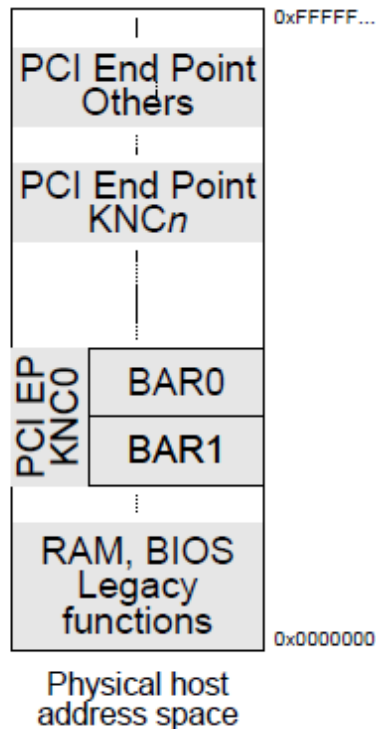 0xFFFFF...
PCI End Point
Others
PCI End Point
KNCn
PCI EP
KNC0
BAR0
BAR1
RAM, BIOS
Legacy
functions
0x0000000
Physical host
address space